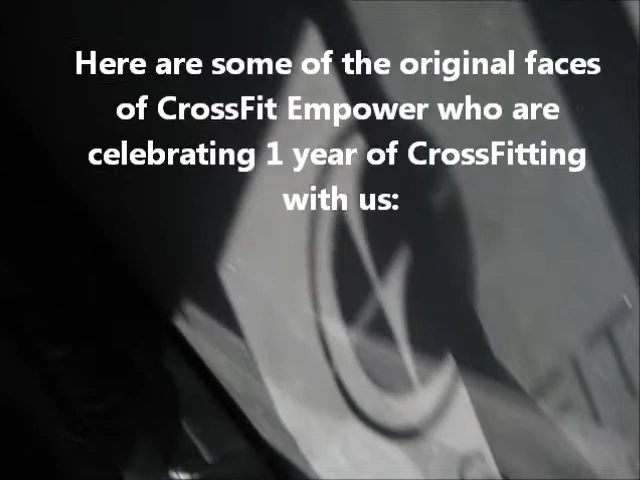 Here are some of the original faces
of CrossFit Empower who are
celebrating 1 year of CrossFitting
with us: